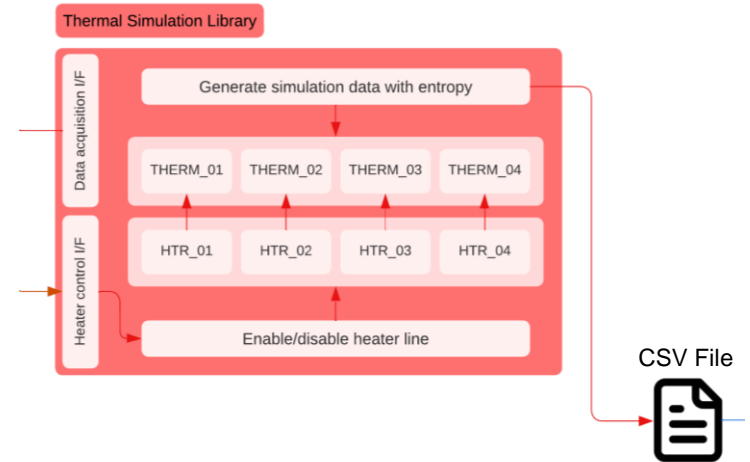 Thermal Simulation Library
Data acquisition I/F
Generate simulation data with entropy
THERM_01
THERM_02
THERM_03
THERM_04
Heater control I/F
HTR_01
HTR_02
HTR_03
HTR_04
Enable/disable heater line
CSV File